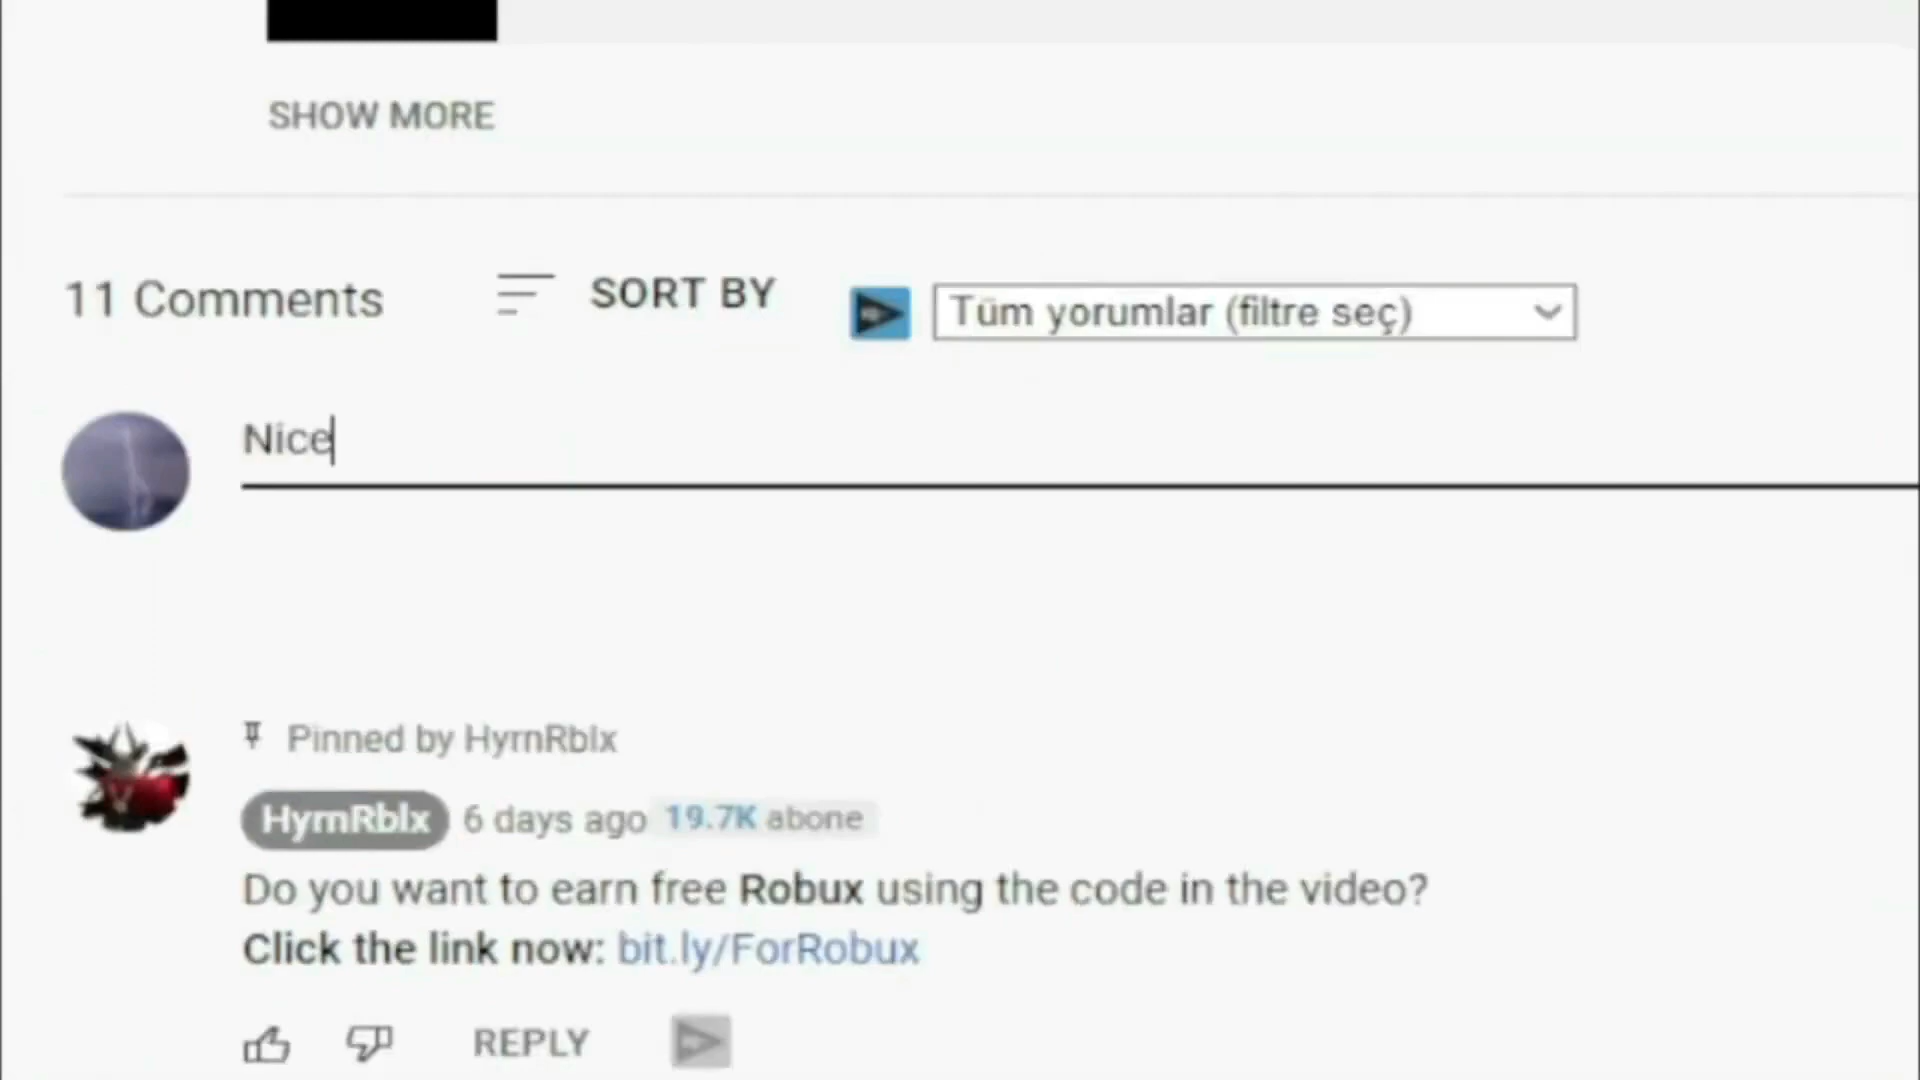 SHOW MORE
11 Comments SORT BY Tüm yorumlar (filtre seç)
Nice
Pinned by HyrnRblx
HyrnRblx 6 days ago 19.7K abone
Do you want to earn free Robux using the code in the video?
Click the link now: bit.ly/ForRobux
REPLY